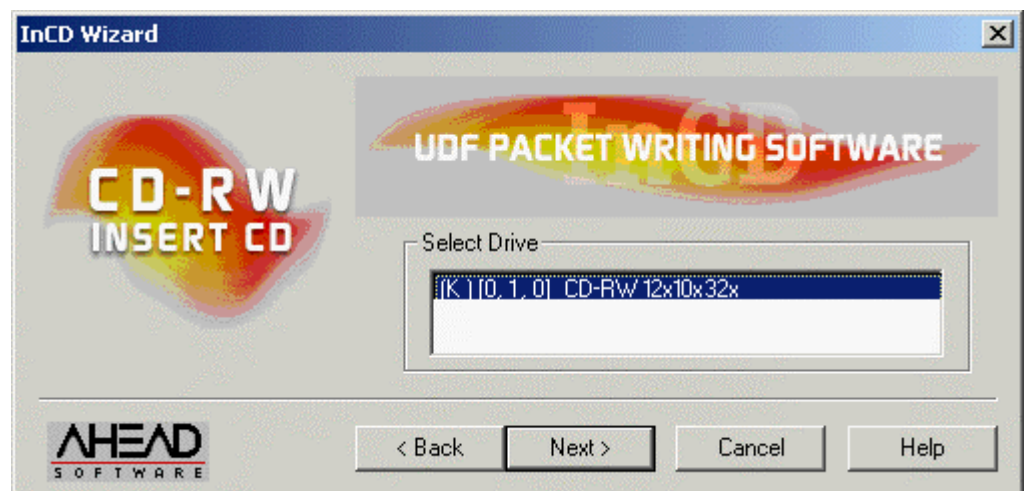 InCD Wizard
CD-RW
INSERT CD
InCD
UDF PACKET WRITING SOFTWARE
Select Drive
(K ) [0, 1, 0] CD-RW 12x10x32x
AHEAD
SOFTWARE
< Back
Next >
Cancel
Help